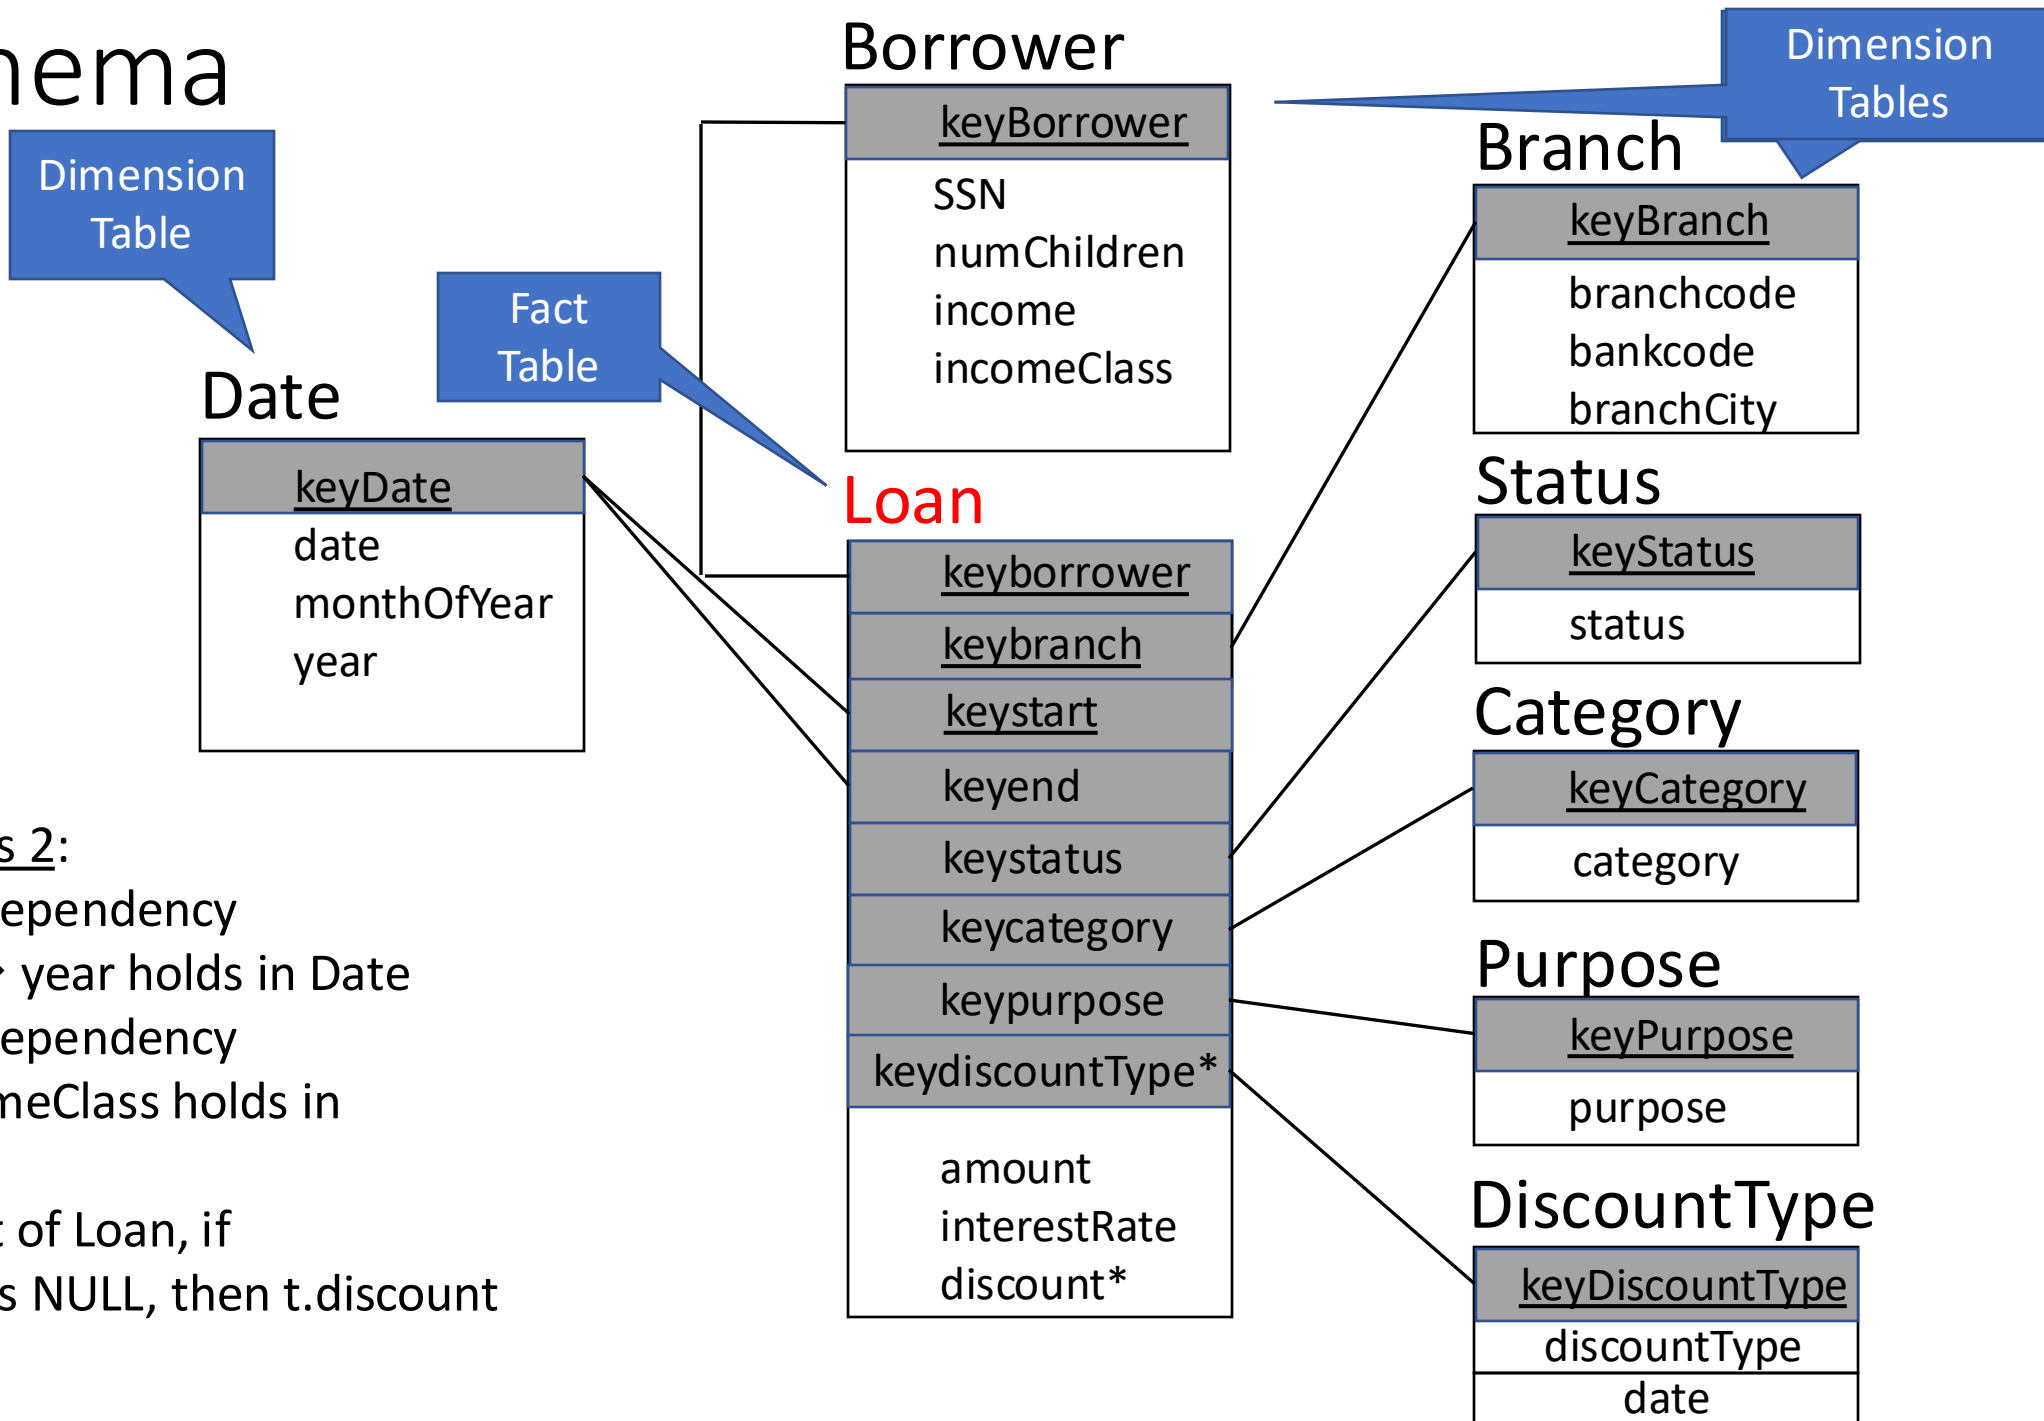 nema
Dimension
Table
Fact
Table
Date
keyDate
date
monthOfYear
year
s 2:
ependency
year holds in Date
ependency
meClass holds in
t of Loan, if
s NULL, then t.discount
Borrower
keyBorrower
SSN
numChildren
income
incomeClass
Loan
keyborrower
keybranch
keystart
keyend
keystatus
keycategory
keypurpose
keydiscountType*
amount
interestRate
discount*
Dimension
Tables
Branch
keyBranch
branchcode
bankcode
branchCity
Status
keyStatus
status
Category
keyCategory
category
Purpose
keyPurpose
purpose
DiscountType
keyDiscountType
discountType
date